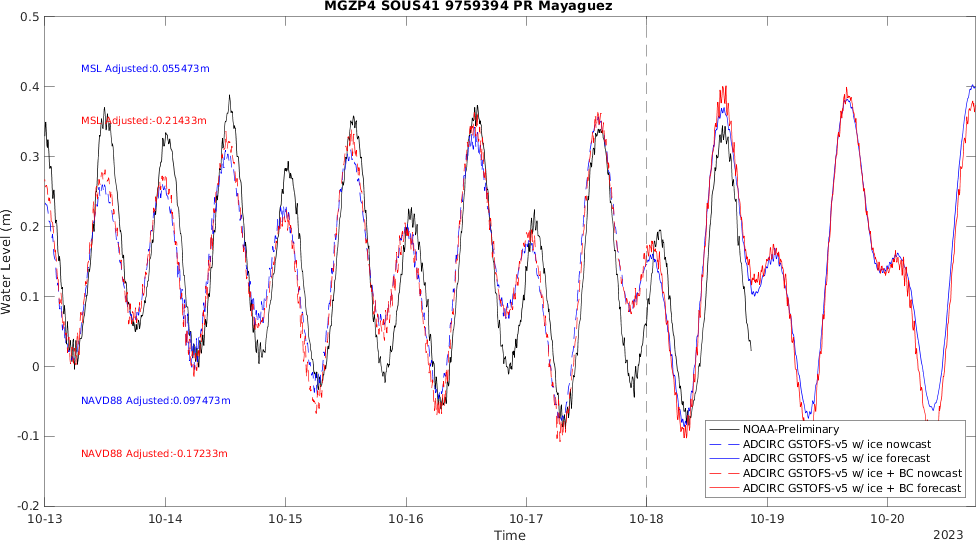 MGZP4 SOUS41 9759394 PR Mayaguez
0.5
0.4
0.3
0.2
0.1
0
-0.1
-0.2
Water Level (m)
MSL Adjusted:0.055473m
MSL Adjusted:-0.21433m
NAVD88 Adjusted:0.097473m
NAVD88 Adjusted:-0.17233m
NOAA-Preliminary
ADCIRC GSTOFS-v5 w/ ice nowcast
ADCIRC GSTOFS-v5 w/ ice forecast
ADCIRC GSTOFS-v5 w/ ice + BC nowcast
ADCIRC GSTOFS-v5 w/ ice + BC forecast
10-13 10-14 10-15 10-16 10-17 10-18 10-19 10-20
Time
2023